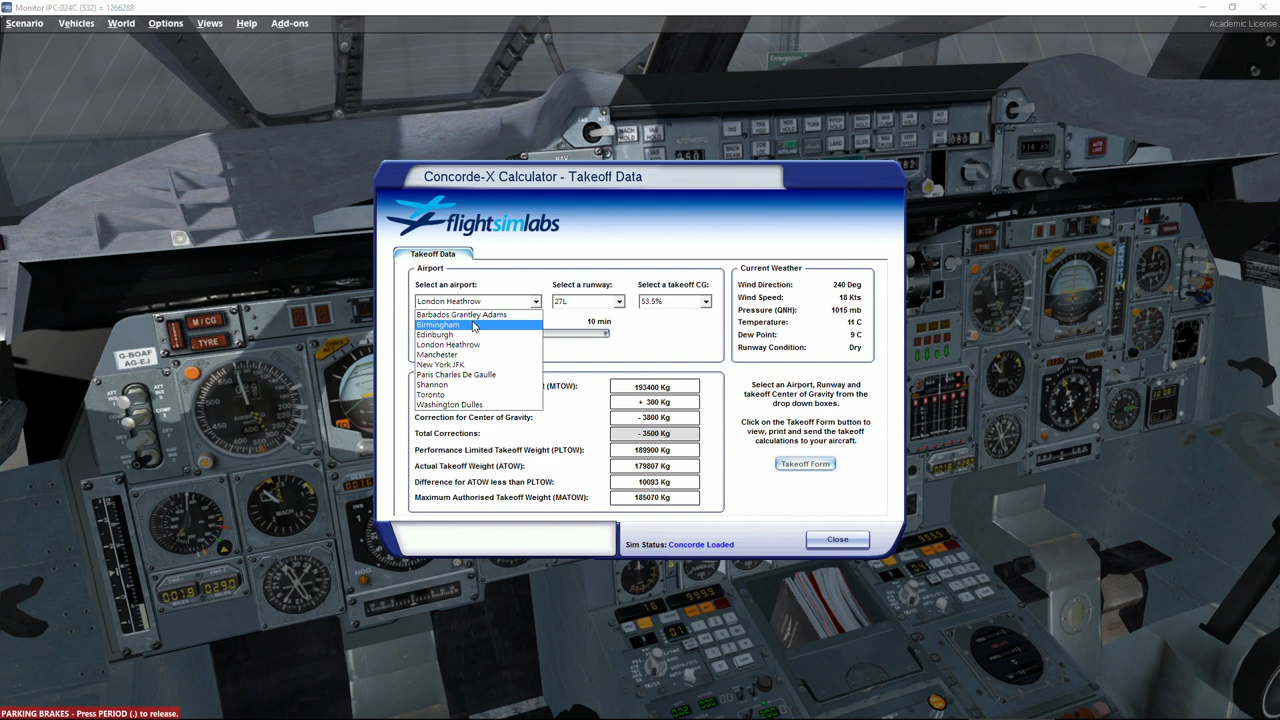 Monitor IPC:024C (S32) = 1266288
Scenario Vehicles World Options Views Help Add-ons
Academic License
Concorde-X Calculator - Takeoff Data
flightsimlabs
Takeoff Data
Airport
Select an airport: Select a runway: Select a takeoff CG:
London Heathrow 27L 53.5%
Barbados Grantley Adams
Birmingham
Edinburgh
London Heathrow
Manchester
New York JFK
Paris Charles De Gaulle
Shannon
Toronto
Washington Dulles
10 min
(MTOW): 193400 Kg
+ 300 Kg
Correction for Center of Gravity: - 3800 Kg
Total Corrections: - 3500 Kg
Performance Limited Takeoff Weight (PLTOW): 189900 Kg
Actual Takeoff Weight (ATOW): 179807 Kg
Difference for ATOW less than PLTOW: 10093 Kg
Maximum Authorised Takeoff Weight (MATOW): 185070 Kg
Current Weather
Wind Direction: 240 Deg
Wind Speed: 18 Kts
Pressure (QNH): 1015 mb
Temperature: 11 C
Dew Point: 9 C
Runway Condition: Dry
Select an Airport, Runway and
takeoff Center of Gravity from the
drop down boxes.
Click on the Takeoff Form button to
view, print and send the takeoff
calculations to your aircraft.
Takeoff Form
Sim Status: Concorde Loaded
Close
M/CG
TYRE
G-BOAF
AG-EJ
MACH
PARKING BRAKES - Press PERIOD (.) to release.